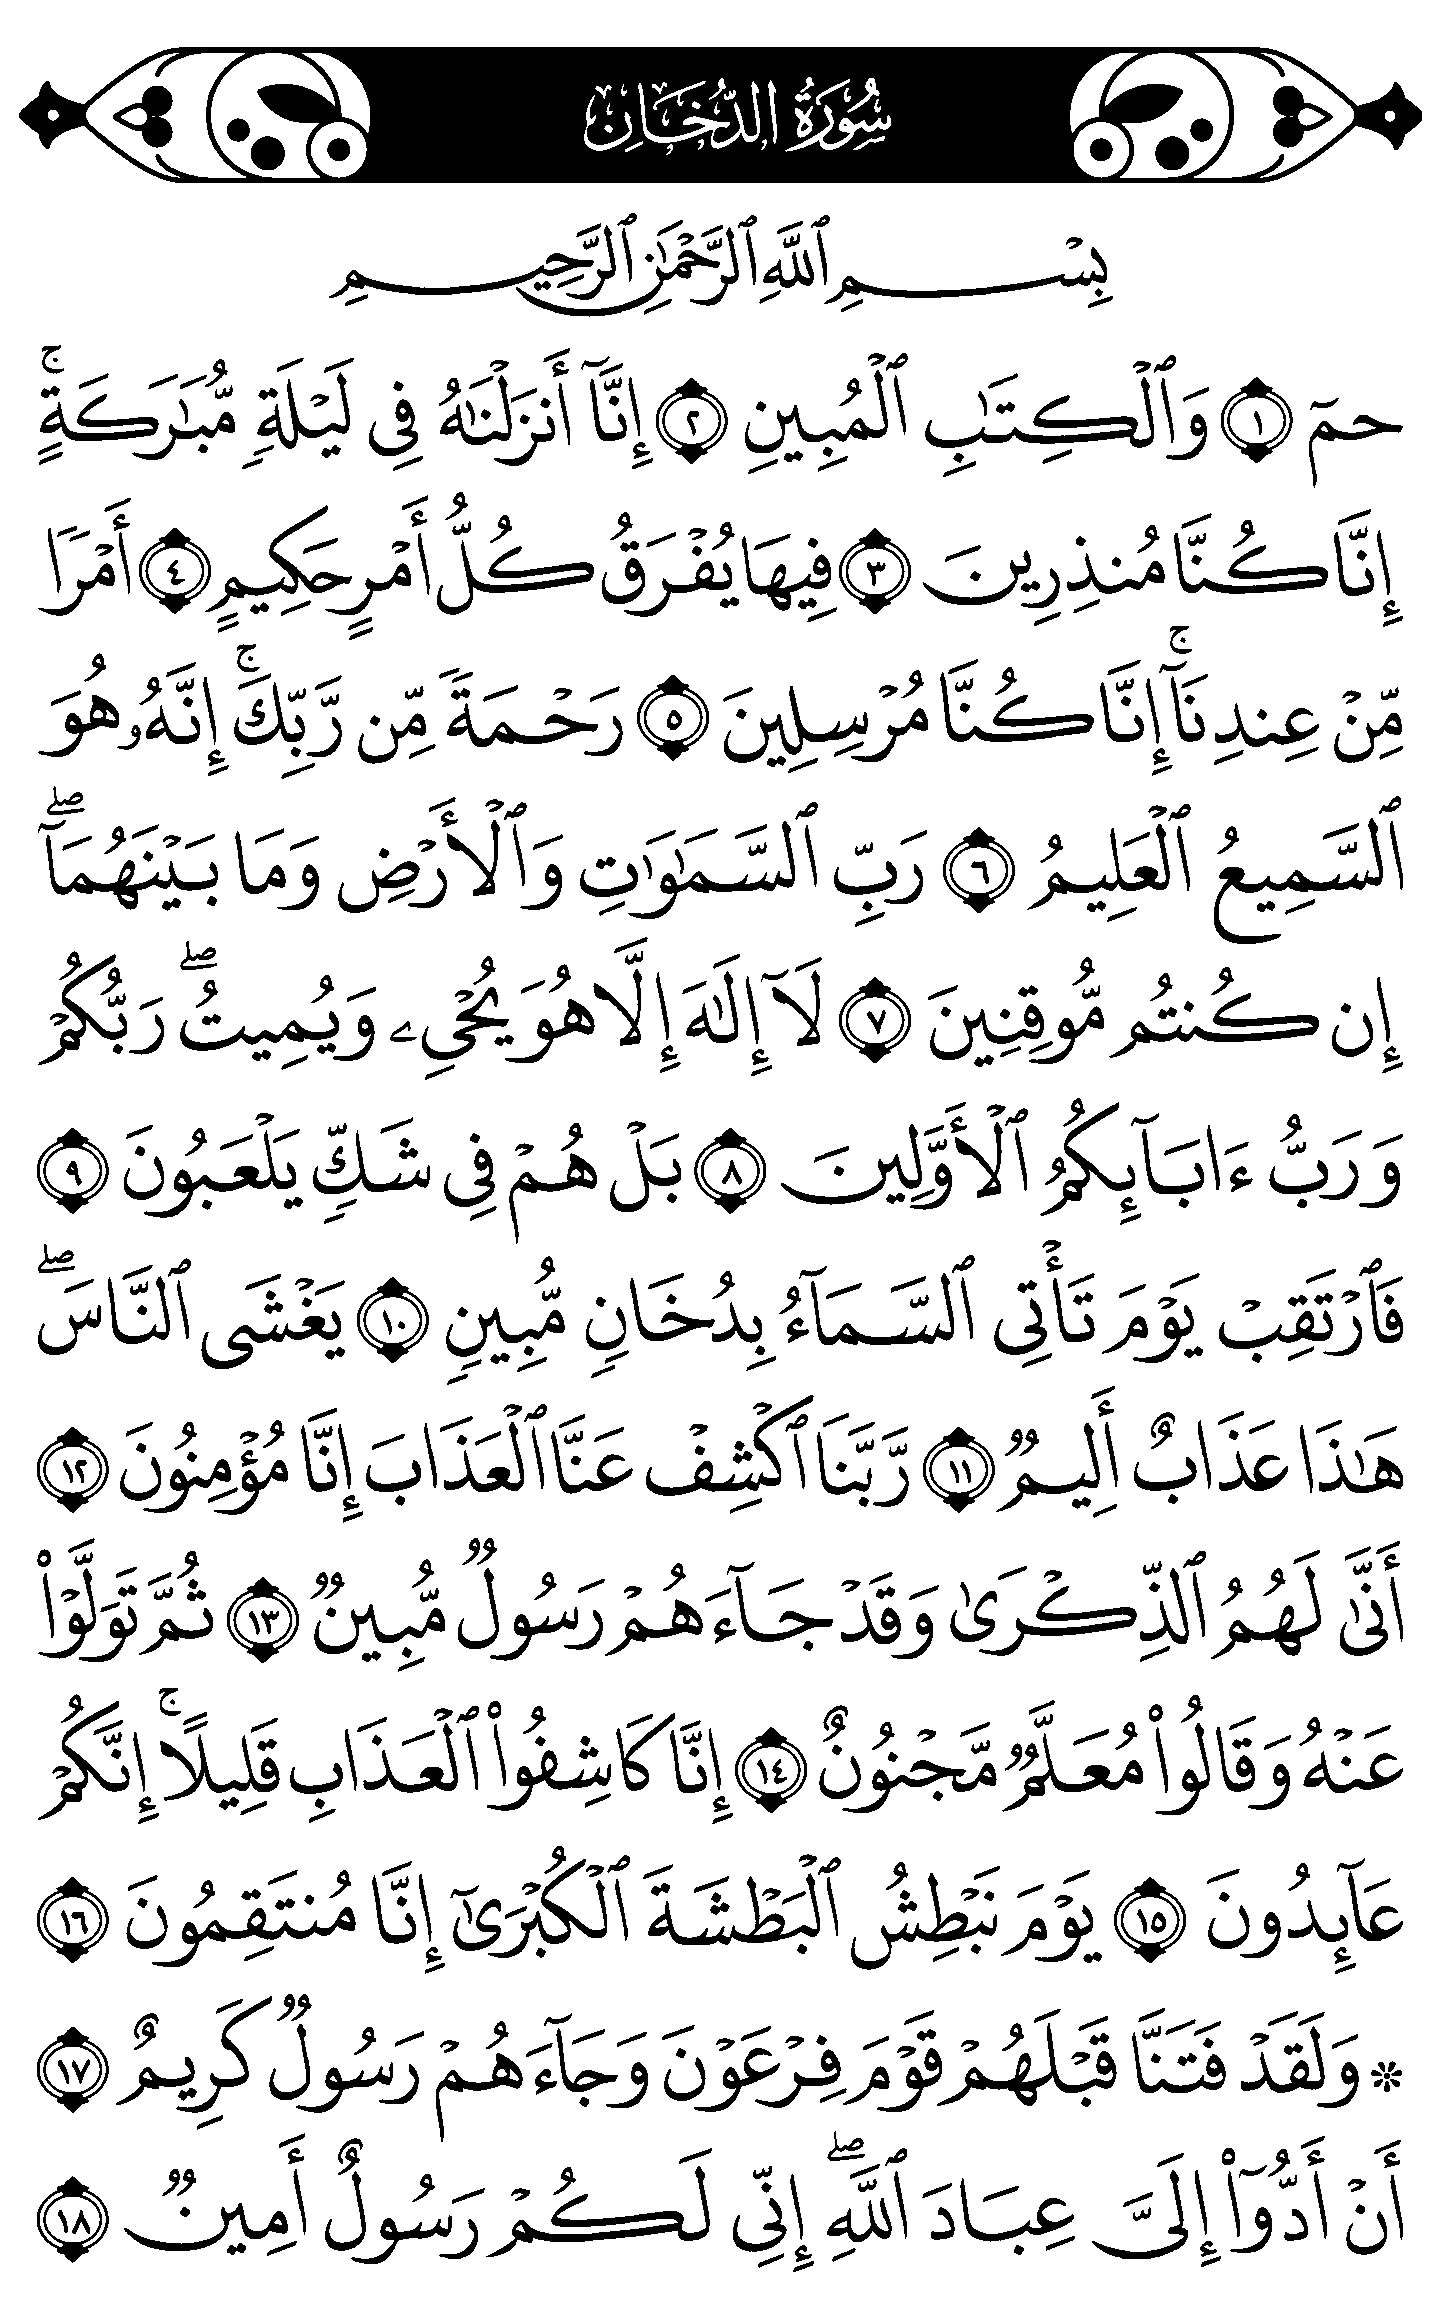 سُورَةُ الدُّخَانِ
بِسۡمِ ٱللَّهِ ٱلرَّحۡمَٰنِ ٱلرَّحِيمِ
حمٓ ١ وَٱلۡكِتَٰبِ ٱلۡمُبِينِ ٢ إِنَّآ أَنزَلۡنَٰهُ فِي لَيۡلَةٖ مُّبَٰرَكَةٍۚ
إِنَّا كُنَّا مُنذِرِينَ ٣ فِيهَا يُفۡرَقُ كُلُّ أَمۡرٍ حَكِيمٍ ٤ أَمۡرٗا
مِّنۡ عِندِنَآۚ إِنَّا كُنَّا مُرۡسِلِينَ ٥ رَحۡمَةٗ مِّن رَّبِّكَۚ إِنَّهُۥ هُوَ
ٱلسَّمِيعُ ٱلۡعَلِيمُ ٦ رَبِّ ٱلسَّمَٰوَٰتِ وَٱلۡأَرۡضِ وَمَا بَيۡنَهُمَآۖ
إِن كُنتُم مُّوقِنِينَ ٧ لَآ إِلَٰهَ إِلَّا هُوَ يُحۡيِۦ وَيُمِيتُۖ رَبُّكُمۡ
وَرَبُّ ءَابَآئِكُمُ ٱلۡأَوَّلِينَ ٨ بَلۡ هُمۡ فِي شَكّٖ يَلۡعَبُونَ ٩
فَٱرۡتَقِبۡ يَوۡمَ تَأۡتِي ٱلسَّمَآءُ بِدُخَانٖ مُّبِينٖ ١٠ يَغۡشَى ٱلنَّاسَۖ
هَٰذَا عَذَابٌ أَلِيمٞ ١١ رَّبَّنَا ٱكۡشِفۡ عَنَّا ٱلۡعَذَابَ إِنَّا مُؤۡمِنُونَ ١٢
أَنَّىٰ لَهُمُ ٱلذِّكۡرَىٰ وَقَدۡ جَآءَهُمۡ رَسُولٞ مُّبِينٞ ١٣ ثُمَّ تَوَلَّوۡاْ
عَنۡهُ وَقَالُواْ مُعَلَّمٞ مَّجۡنُونٌ ١٤ إِنَّا كَاشِفُواْ ٱلۡعَذَابِ قَلِيلًاۚ إِنَّكُمۡ
عَآئِدُونَ ١٥ يَوۡمَ نَبۡطِشُ ٱلۡبَطۡشَةَ ٱلۡكُبۡرَىٰٓ إِنَّا مُنتَقِمُونَ ١٦
۞ وَلَقَدۡ فَتَنَّا قَبۡلَهُمۡ قَوۡمَ فِرۡعَوۡنَ وَجَآءَهُمۡ رَسُولٞ كَرِيمٌ ١٧
أَنۡ أَدُّوٓاْ إِلَيَّ عِبَادَ ٱللَّهِۖ إِنِّي لَكُمۡ رَسُولٌ أَمِينٞ ١٨